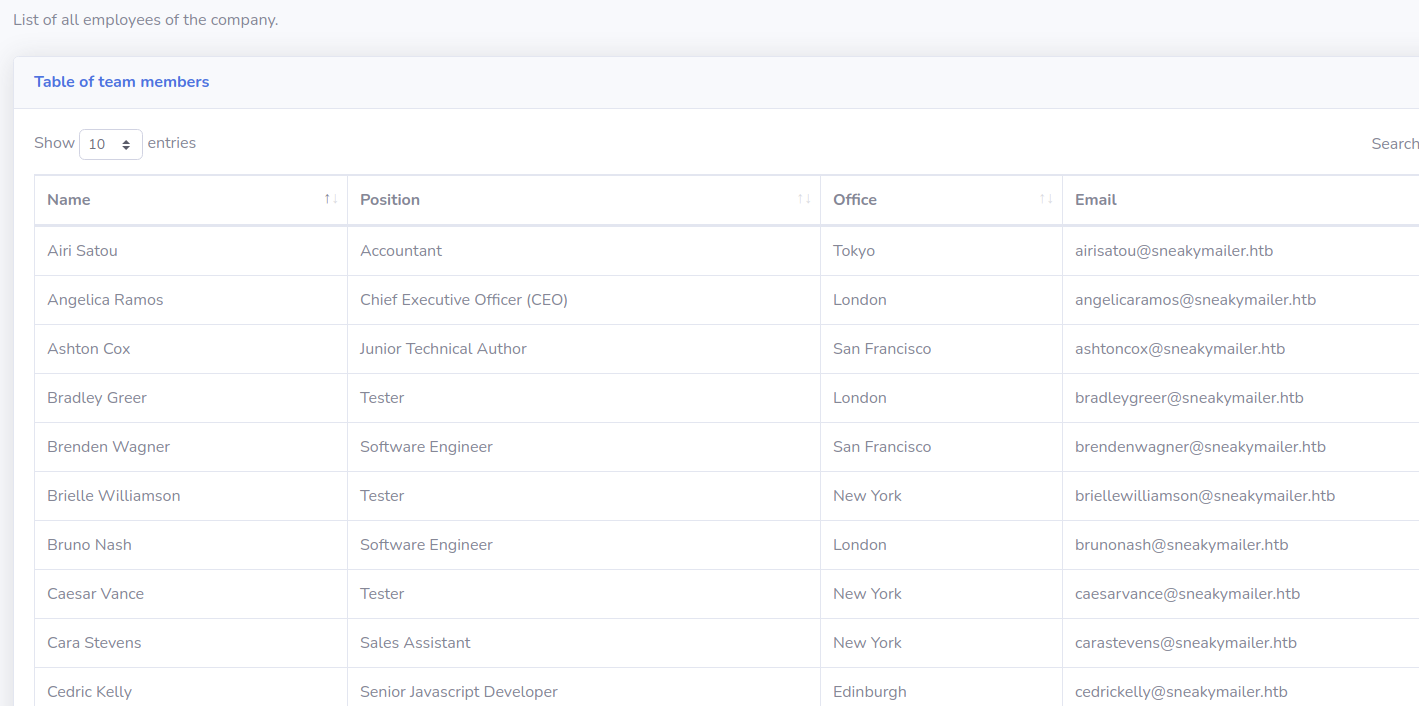 List of all employees of the company.
Table of team members
Show 10 entries Search
Name Position Office Email
Airi Satou Accountant Tokyo airisatou@sneakymailer.htb
Angelica Ramos Chief Executive Officer (CEO) London angelicaramos@sneakymailer.htb
Ashton Cox Junior Technical Author San Francisco ashtoncox@sneakymailer.htb
Bradley Greer Tester London bradleygreer@sneakymailer.htb
Brenden Wagner Software Engineer San Francisco brendenwagner@sneakymailer.htb
Brielle Williamson Tester New York briellewilliamson@sneakymailer.htb
Bruno Nash Software Engineer London brunonash@sneakymailer.htb
Caesar Vance Tester New York caesarvance@sneakymailer.htb
Cara Stevens Sales Assistant New York carastevens@sneakymailer.htb
Cedric Kelly Senior Javascript Developer Edinburgh cedrickelly@sneakymailer.htb